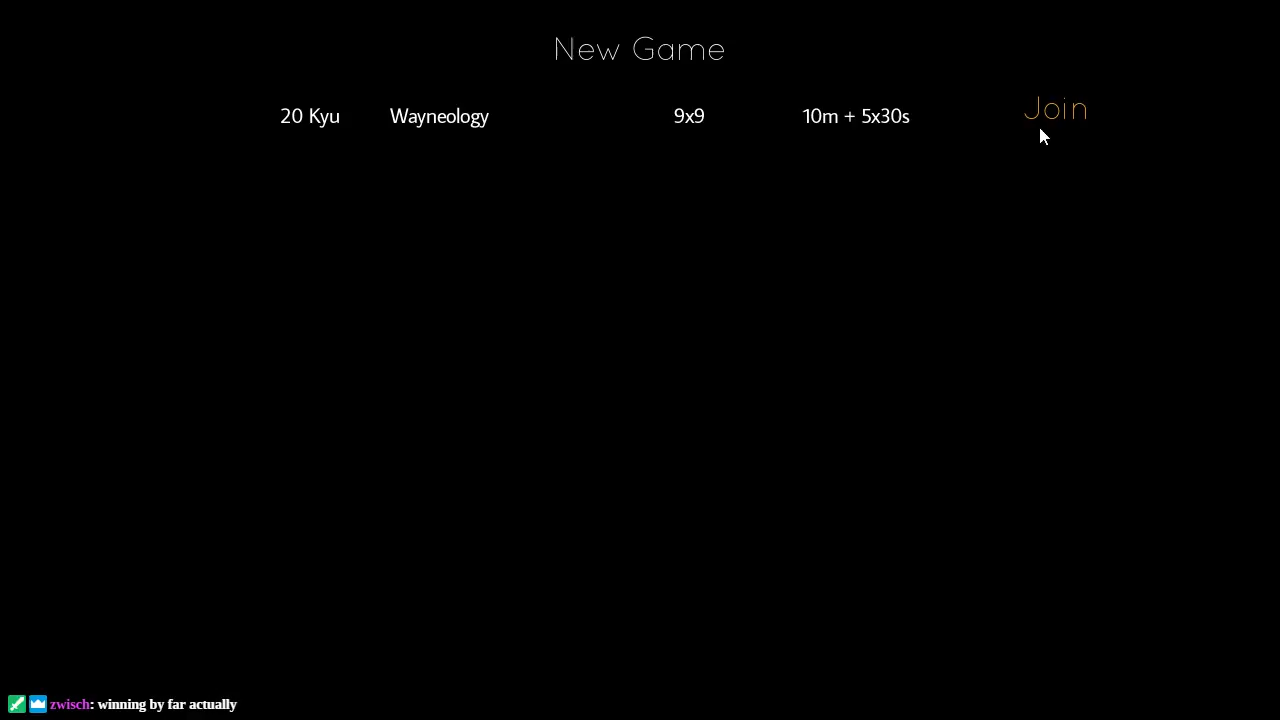 New Game
20 Kyu Wayneology 9x9 10m + 5x30s Join
zwisch: winning by far actually